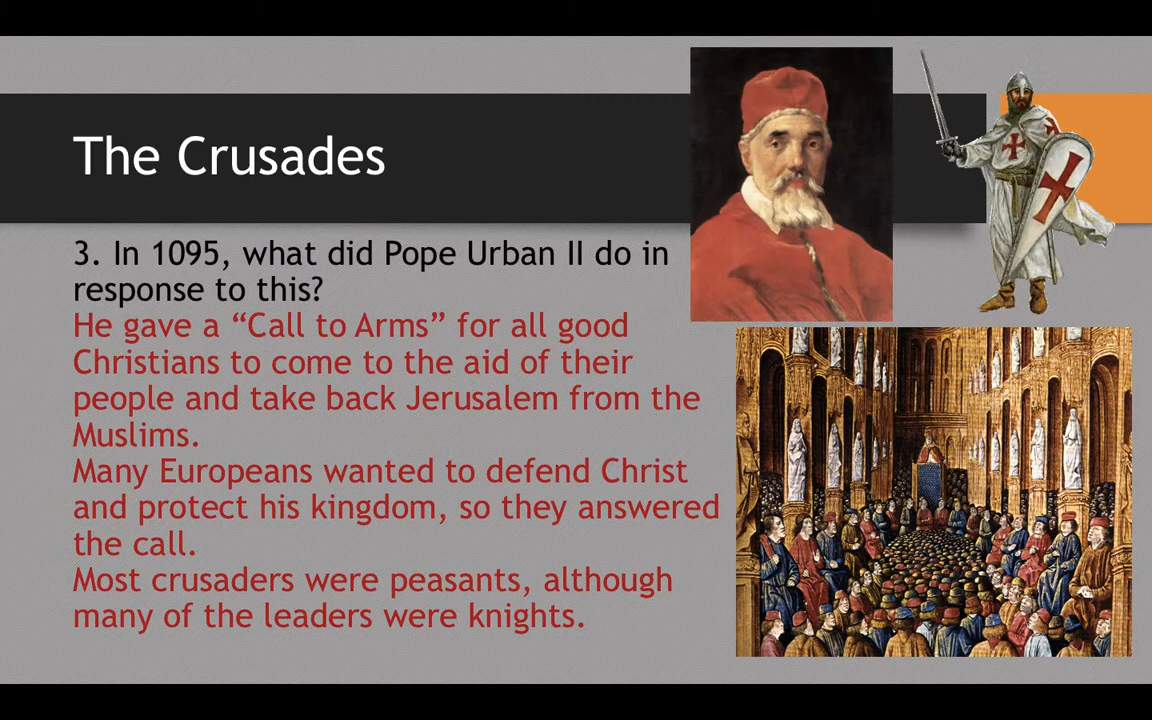 The Crusades
3. In 1095, what did Pope Urban II do in
response to this?
He gave a “Call to Arms” for all good
Christians to come to the aid of their
people and take back Jerusalem from the
Muslims.
Many Europeans wanted to defend Christ
and protect his kingdom, so they answered
the call.
Most crusaders were peasants, although
many of the leaders were knights.